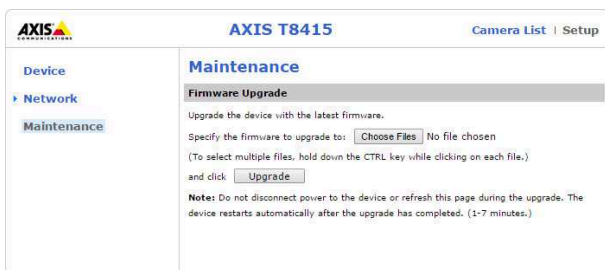 AXIS
COMMUNICATIONS
AXIS T8415
Camera List | Setup
Device
Network
Maintenance
Maintenance
Firmware Upgrade
Upgrade the device with the latest firmware.
Specify the firmware to upgrade to: Choose Files No file chosen
(To select multiple files, hold down the CTRL key while clicking on each file.)
and click Upgrade
Note: Do not disconnect power to the device or refresh this page during the upgrade. The
device restarts automatically after the upgrade has completed. (1-7 minutes.)